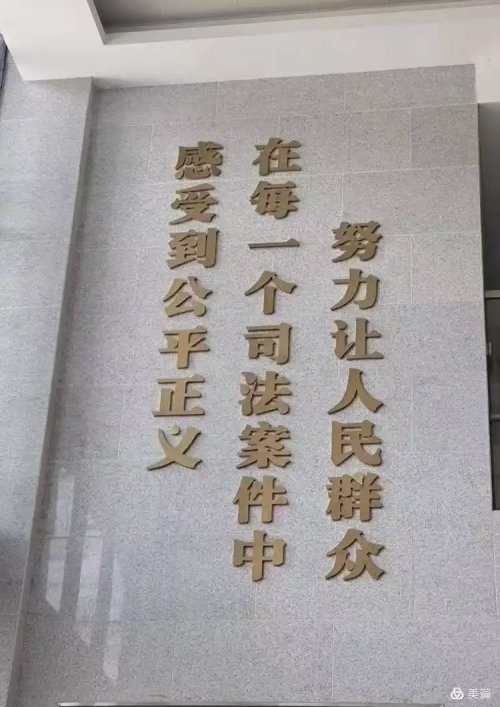 努力让人民群众
在每一个司法案件中
感受到公平正义
美篇